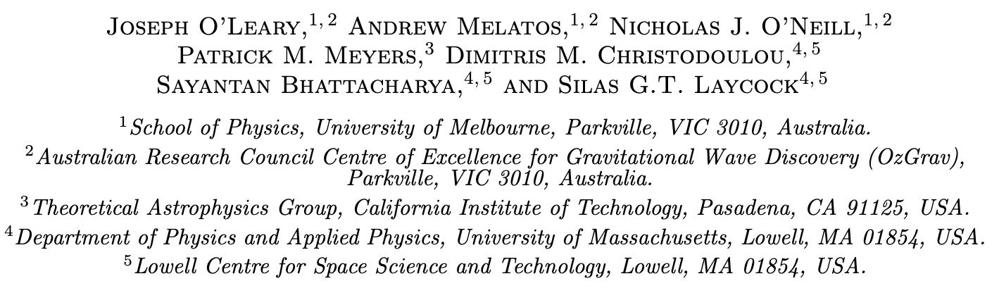 Joseph O'Leary,1, 2 Andrew Melatos,1, 2 Nicholas J. O'Neill,1, 2
Patrick M. Meyers,3 Dimitris M. Christodoulou,4, 5
Sayantan Bhattacharya,4, 5 and Silas G.T. Laycock4, 5
1School of Physics, University of Melbourne, Parkville, VIC 3010, Australia.
2Australian Research Council Centre of Excellence for Gravitational Wave Discovery (OzGrav),
Parkville, VIC 3010, Australia.
3Theoretical Astrophysics Group, California Institute of Technology, Pasadena, CA 91125, USA.
4Department of Physics and Applied Physics, University of Massachusetts, Lowell, MA 01854, USA.
5Lowell Centre for Space Science and Technology, Lowell, MA 01854, USA.